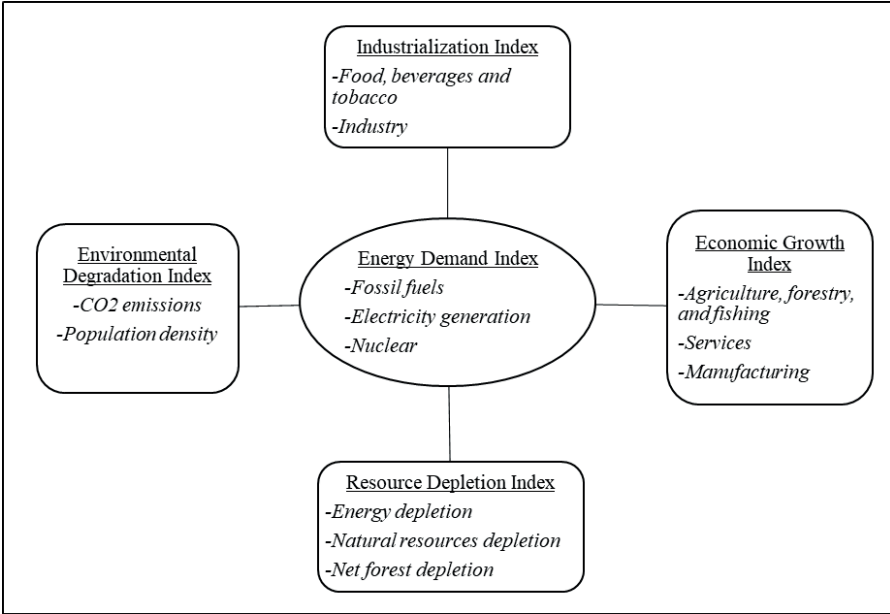 Industrialization Index
-Food, beverages and
tobacco
-Industry
Environmental
Degradation Index
-CO2 emissions
-Population density
Energy Demand Index
-Fossil fuels
-Electricity generation
-Nuclear
Economic Growth
Index
-Agriculture, forestry,
and fishing
-Services
-Manufacturing
Resource Depletion Index
-Energy depletion
-Natural resources depletion
-Net forest depletion